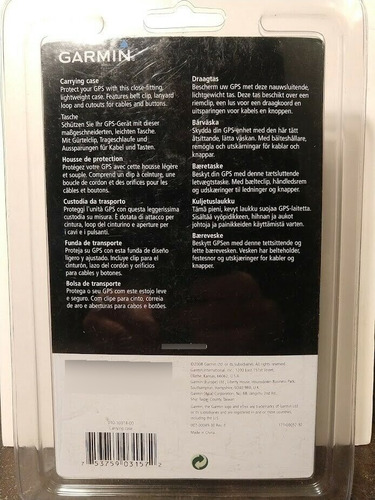 GARMIN
Carrying case
Protect your GPS with this close-fitting,
lightweight case. Features belt clip, lanyard
loop and cutouts for cables and buttons.
Tasche
Schützen Sie Ihr GPS-Gerät mit dieser
maßgeschneiderten, leichten Tasche.
Mit Gürtelclip, Trageschlaufe und
Aussparungen für Kabel und Tasten.
Housse de protection
Protégez votre GPS avec cette housse légère
et souple. Comprend un clip à ceinture, une
boucle de cordon et des orifices pour les
câbles et boutons.
Custodia da trasporto
Proteggi l'unità GPS con questa leggerissima
custodia su misura. È dotata di attacco per
cintura, loop del cinturino e aperture per
i cavi e i pulsanti.
Funda de transporte
Proteja su GPS con esta funda de diseño
ligero y ajustado. Incluye clip para el
cinturón, lazo del cordón y orificios
para cables y botones.
Bolsa de transporte
Proteja o seu GPS com este estojo leve
e seguro. Com clipe para cinto, correia
de aro e aberturas para cabos e botões.
Draagtas
Bescherm uw GPS met deze nauwsluitende,
lichtgewicht tas. Deze tas beschikt over een
riemclip, een lus voor een draagkoord en
uitsparingen voor kabels en knoppen.
Bärväska
Skydda din GPS-enhet med den här tätt
åtsittande, lätta väskan. Med bälteshållare,
remögla och utskärningar för kablar och
knappar.
Bæretaske
Beskyt din GPS med denne tætsluttende
letvægtstaske. Med bælteclip, håndledsrem
og udskæringer til ledninger og knapper.
Kuljetuslaukku
Tämä pieni, kevyt laukku suojaa GPS-laitetta.
Sisältää vyöpidikkeen, hihnan ja aukot
johtoja ja painikkeiden käyttämistä varten.
Bæreveske
Beskytt GPSen med denne tettsittende og
lette bærevesken. Vesken har belteholder,
festesnor og utskjæringer for kabler og
knapper.
Made in China
7 53759 03157 2